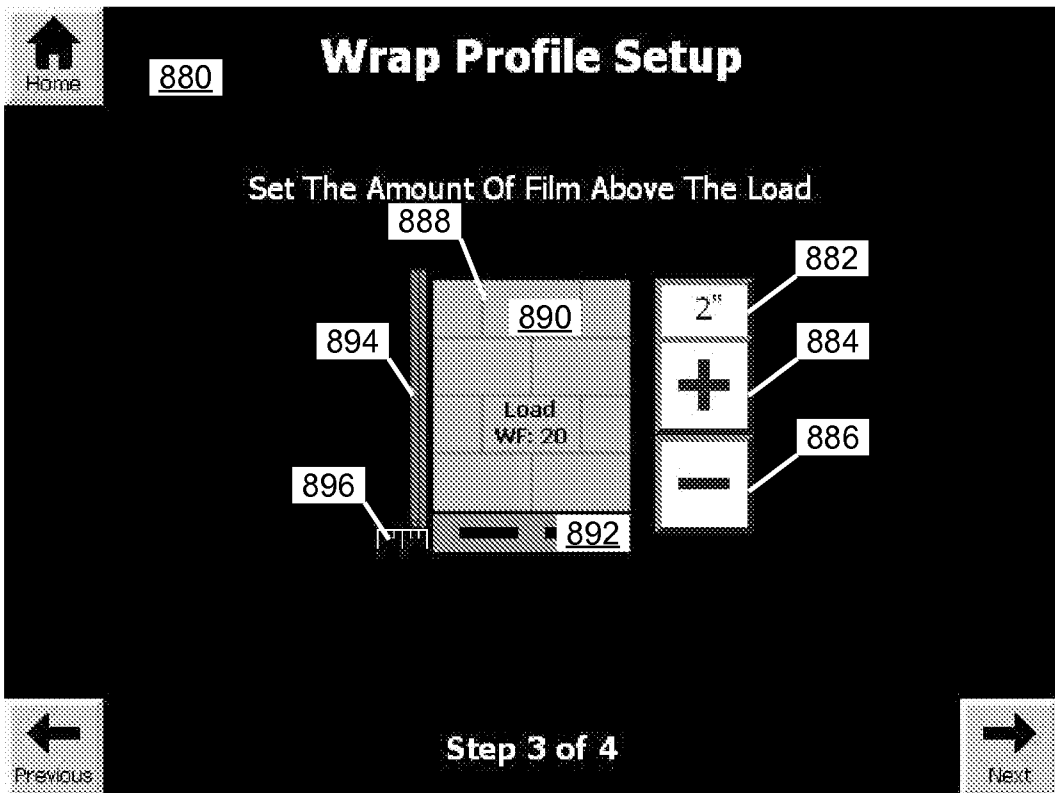 Home
880
Wrap Profile Setup
Set The Amount Of Film Above The Load
888
882
890
2"
894
884
Load
WF: 20
886
896
892
Previous
Step 3 of 4
Next